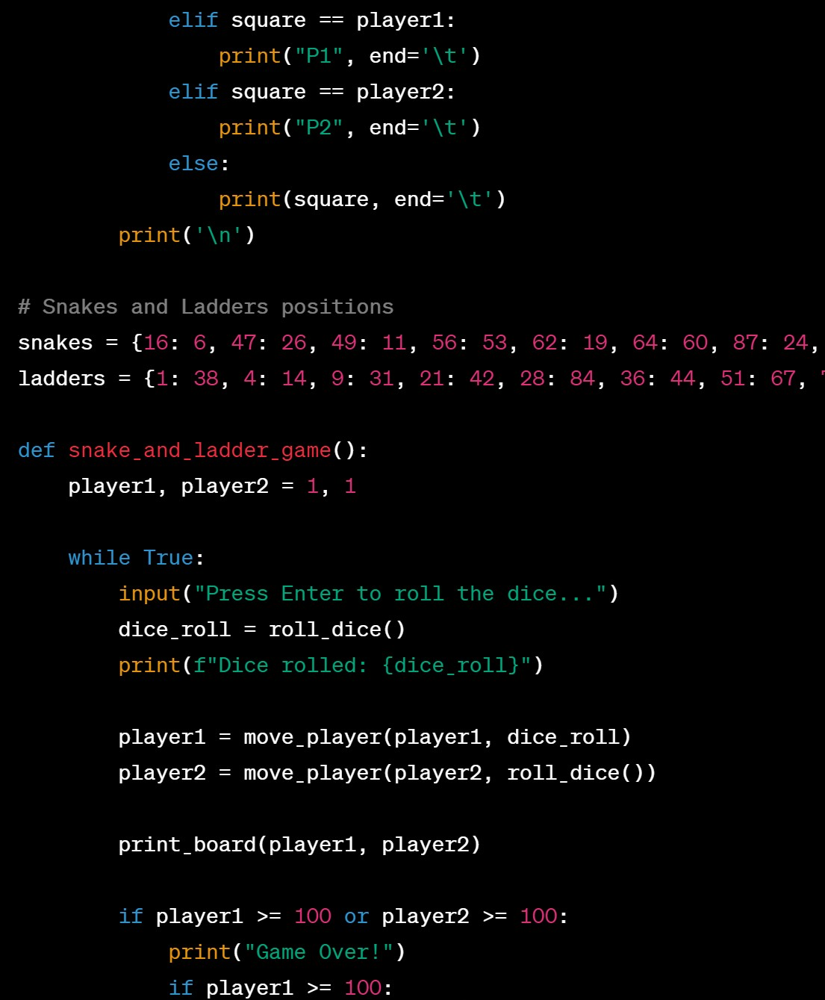 elif square == player1:
print("P1", end='\t')
elif square == player2:
print("P2", end='\t')
else:
print(square, end='\t')
print('\n')
# Snakes and Ladders positions
snakes = {16: 6, 47: 26, 49: 11, 56: 53, 62: 19, 64: 60, 87: 24,
ladders = {1: 38, 4: 14, 9: 31, 21: 42, 28: 84, 36: 44, 51: 67,
def snake_and_ladder_game():
player1, player2 = 1, 1
while True:
input("Press Enter to roll the dice...")
dice_roll = roll_dice()
print(f"Dice rolled: {dice_roll}")
player1 = move_player(player1, dice_roll)
player2 = move_player(player2, roll_dice())
print_board(player1, player2)
if player1 >= 100 or player2 >= 100:
print("Game Over!")
if player1 >= 100: